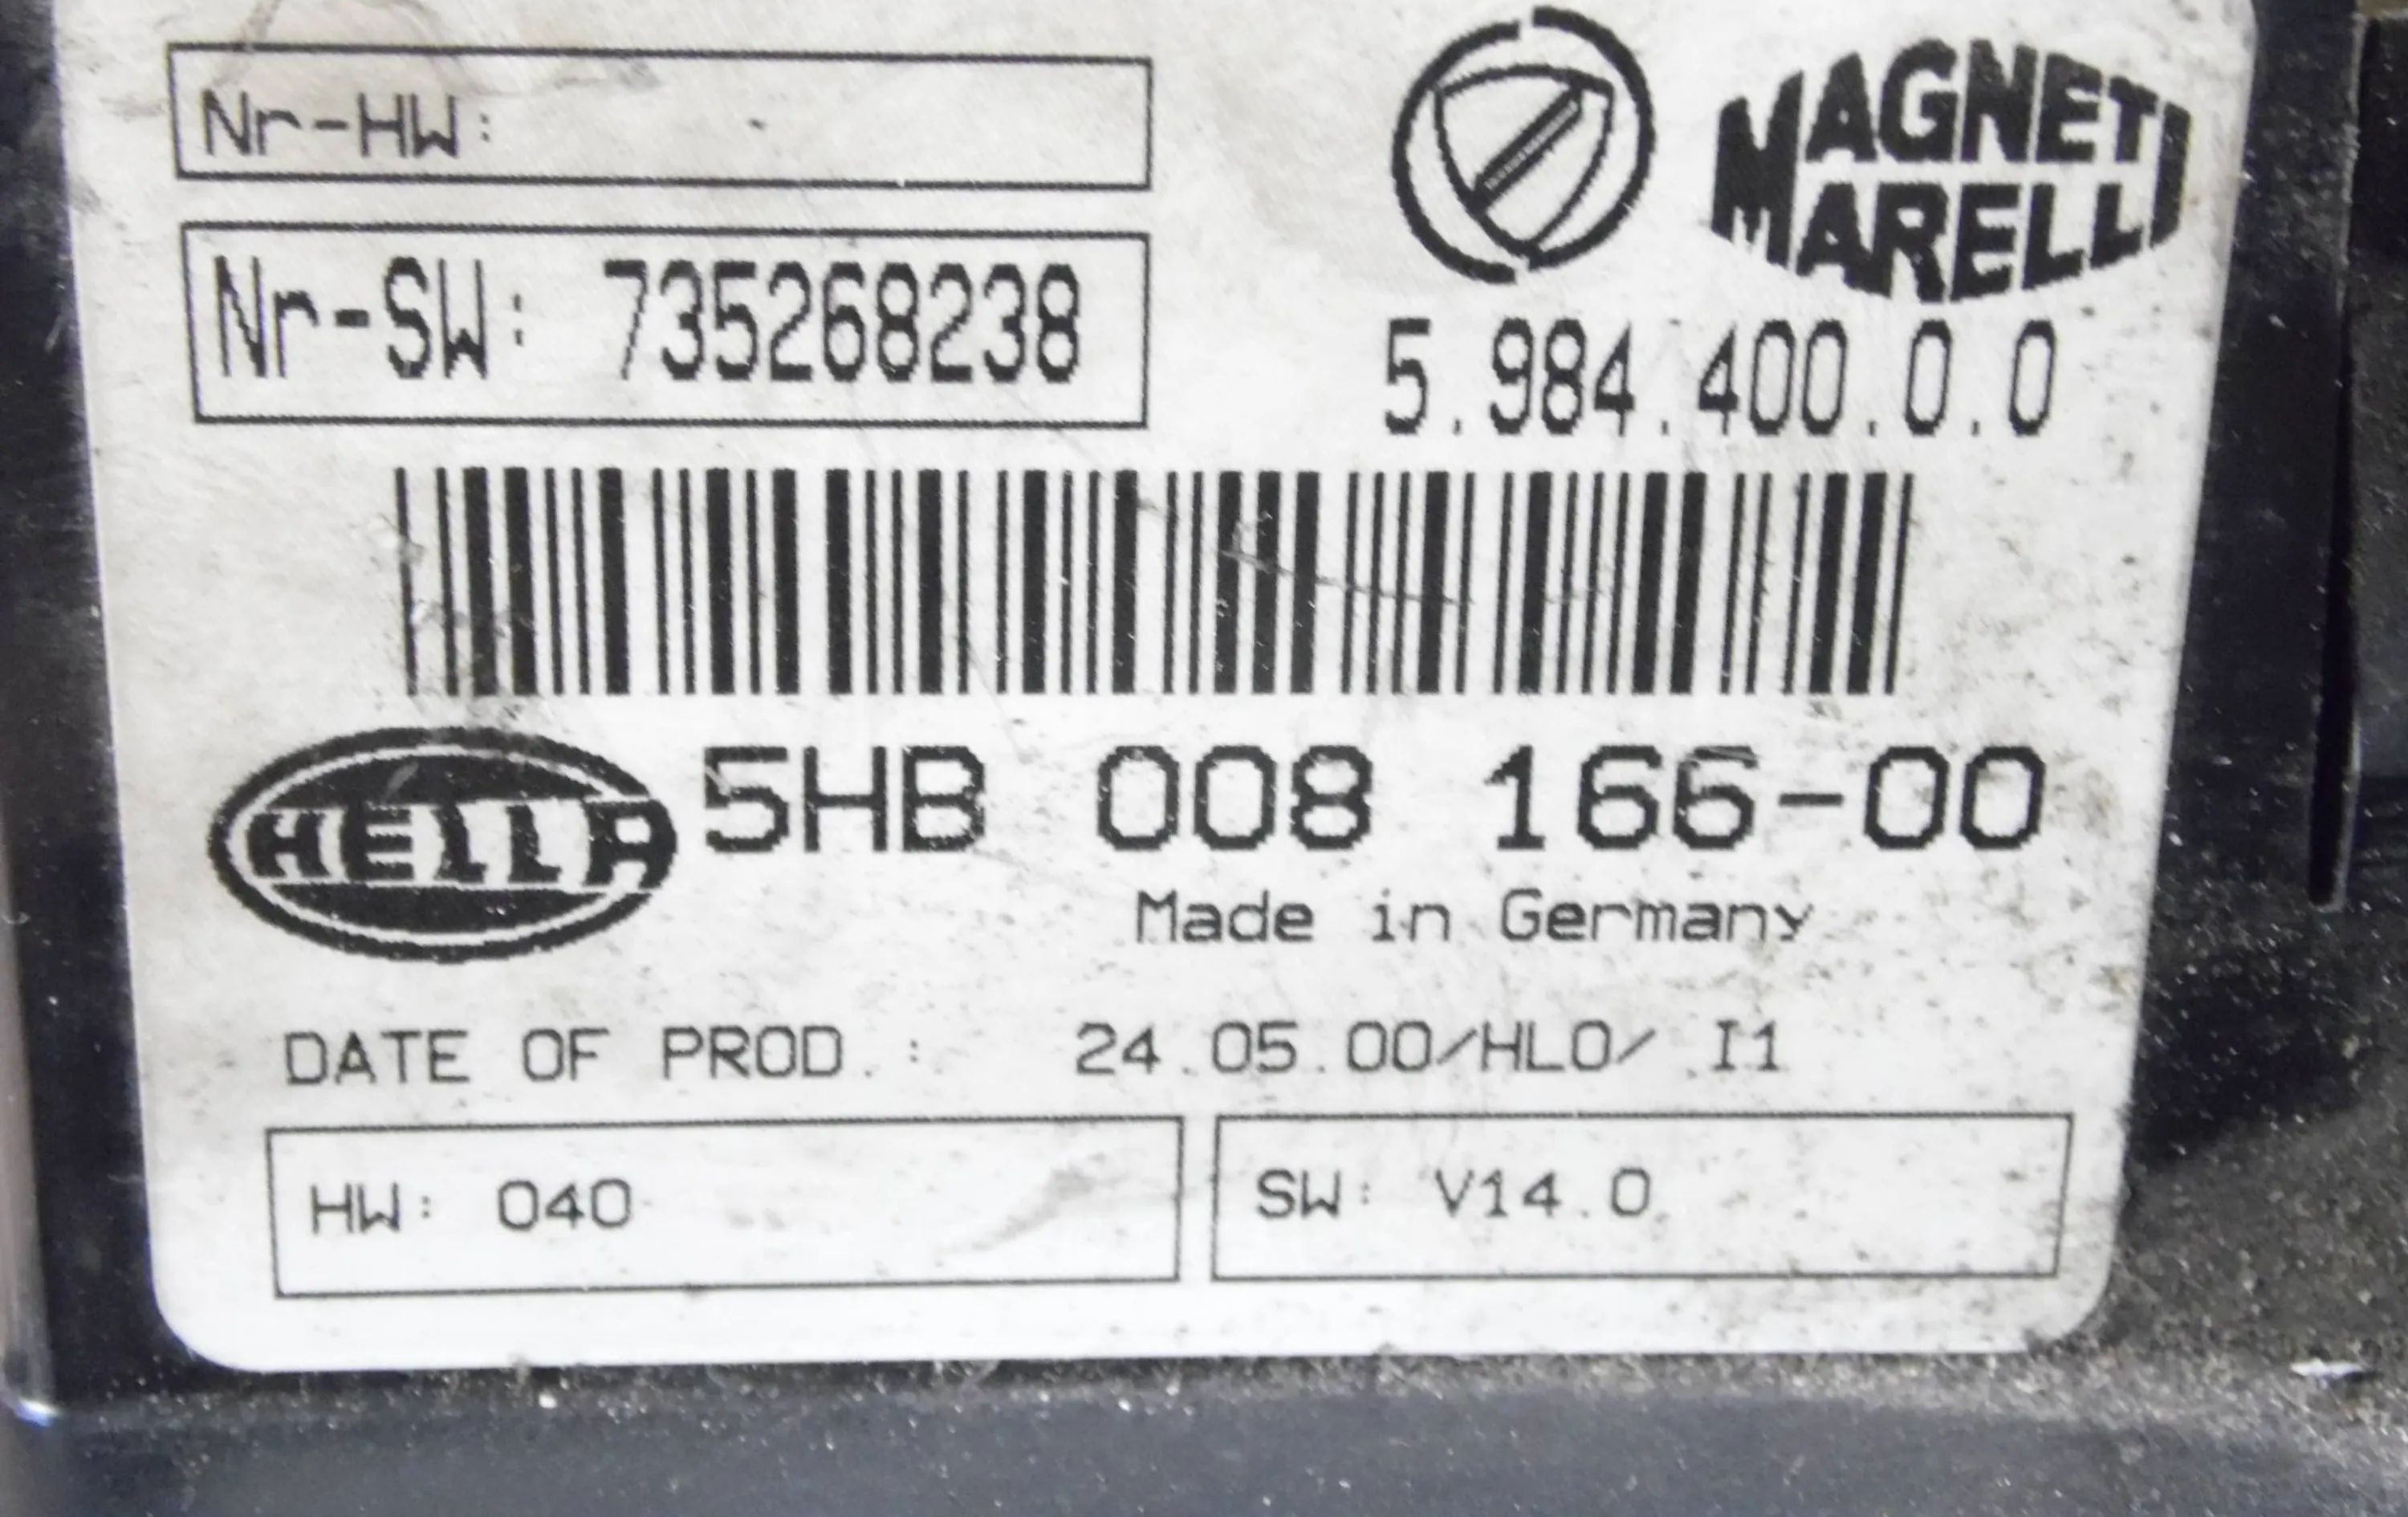 Nr-HW:
MAGNETI
MARELLI
Nr-SW: 735268238
5.984.400.0.0
HELLA 5HB 008 166-00
Made in Germany
DATE OF PROD.: 24.05.00/HLO/ I1
HW: 040
SW: V14.0